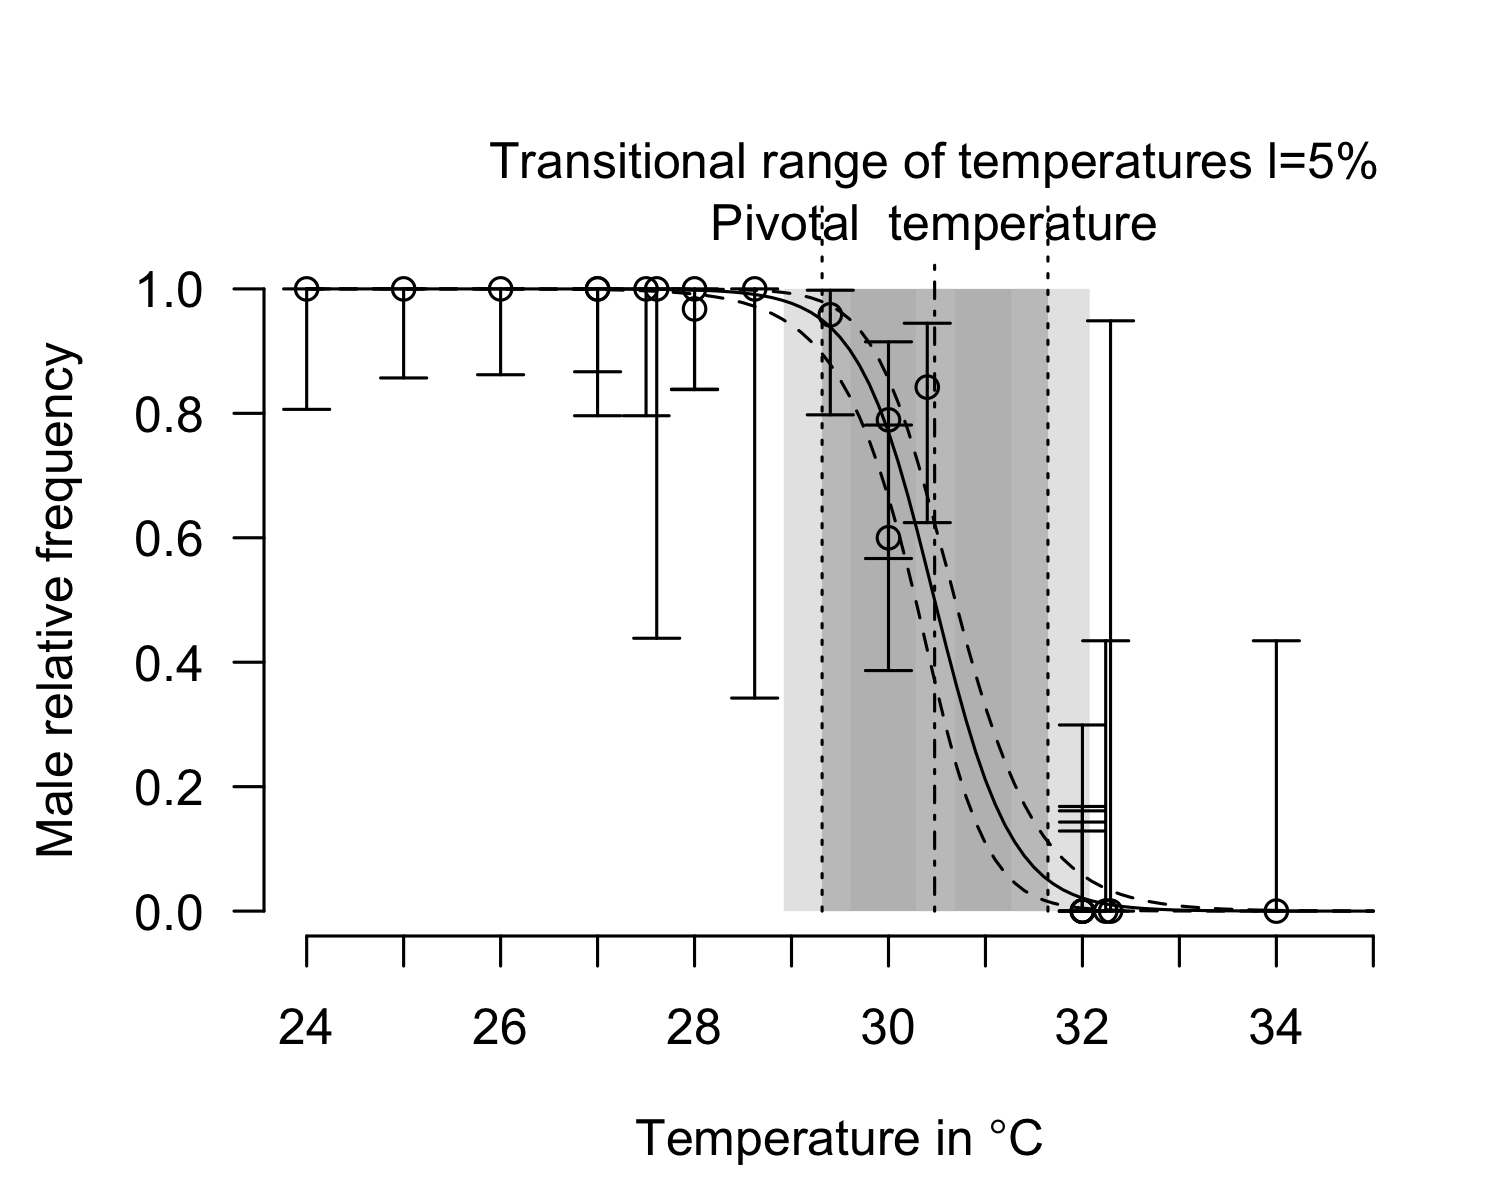 Transitional range of temperatures l=5%
Pivotal temperature
Male relative frequency
1.0
0.8
0.6
0.4
0.2
0.0
24 26 28 30 32 34
Temperature in °C